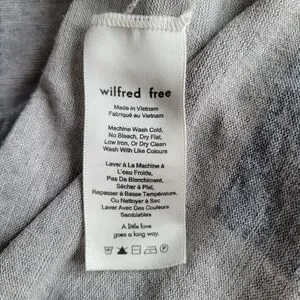 wilfred free
Made in Vietnam
Fabriqué au Vietnam
Machine Wash Cold,
No Bleach, Dry Flat,
Low Iron, Or Dry Clean
Wash With Like Colours
Laver à La Machine à
L'eau Froide,
Pas De Blanchiment,
Sécher à Plat,
Repasser à Basse Température,
Ou Nettoyer à Sec
Laver Avec Des Couleurs
Semblables
A little love
goes a long way.